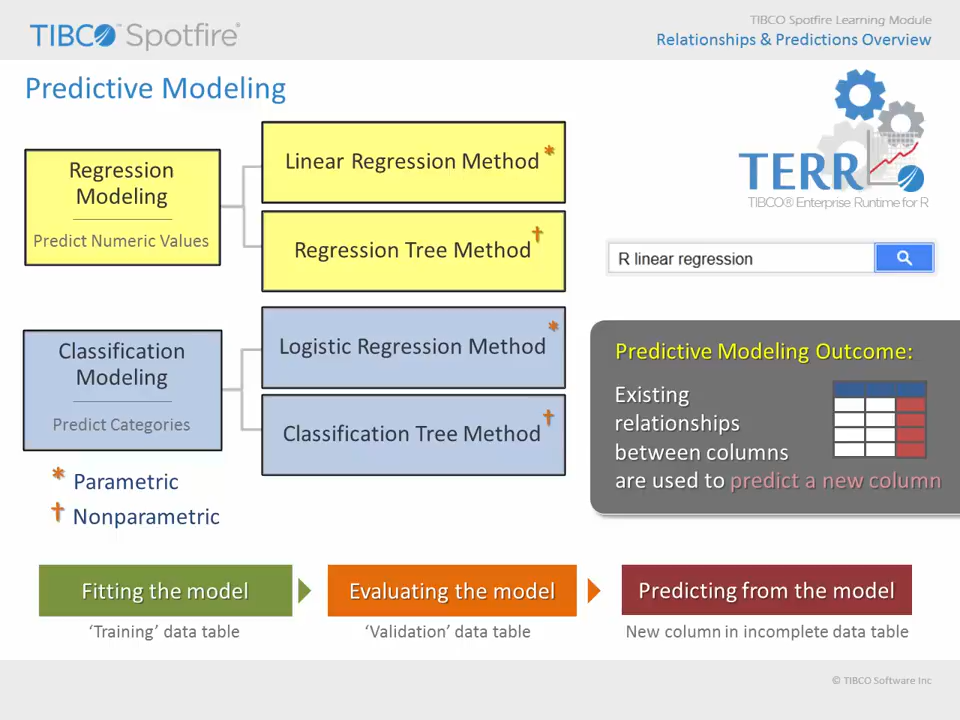 TIBCO™ Spotfire®
TIBCO Spotfire Learning Module
Relationships & Predictions Overview
Predictive Modeling
Regression
Modeling
Predict Numeric Values
Linear Regression Method *
Regression Tree Method †
Classification
Modeling
Predict Categories
Logistic Regression Method *
Classification Tree Method †
* Parametric
† Nonparametric
TERR
TIBCO® Enterprise Runtime for R
R linear regression
Predictive Modeling Outcome:
Existing
relationships
between columns
are used to predict a new column
Fitting the model
‘Training’ data table
Evaluating the model
‘Validation’ data table
Predicting from the model
New column in incomplete data table
© TIBCO Software Inc